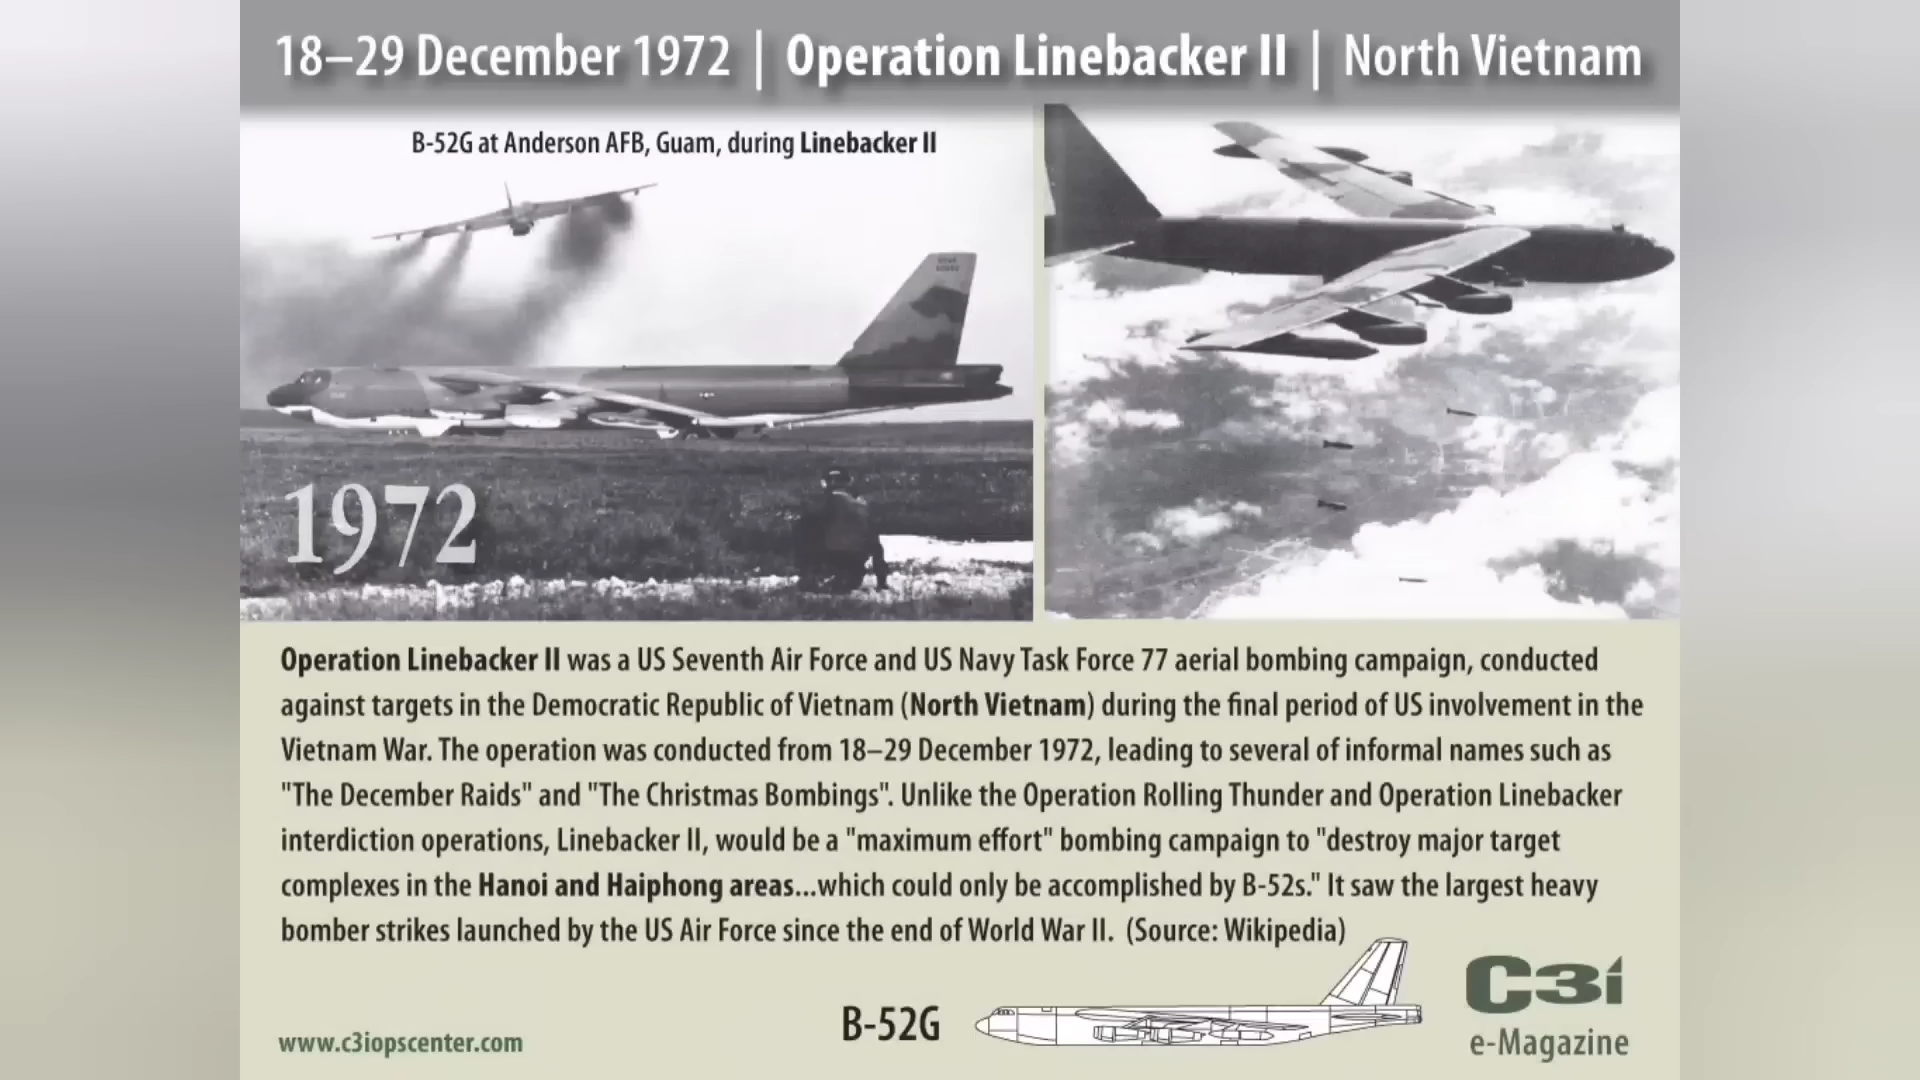 18–29 December 1972 | Operation Linebacker II | North Vietnam
B-52G at Anderson AFB, Guam, during Linebacker II
1972
Operation Linebacker II was a US Seventh Air Force and US Navy Task Force 77 aerial bombing campaign, conducted
against targets in the Democratic Republic of Vietnam (North Vietnam) during the final period of US involvement in the
Vietnam War. The operation was conducted from 18–29 December 1972, leading to several of informal names such as
"The December Raids" and "The Christmas Bombings". Unlike the Operation Rolling Thunder and Operation Linebacker
interdiction operations, Linebacker II, would be a "maximum effort" bombing campaign to "destroy major target
complexes in the Hanoi and Haiphong areas...which could only be accomplished by B-52s." It saw the largest heavy
bomber strikes launched by the US Air Force since the end of World War II. (Source: Wikipedia)
B-52G
C3i
e-Magazine
www.c3iopscenter.com